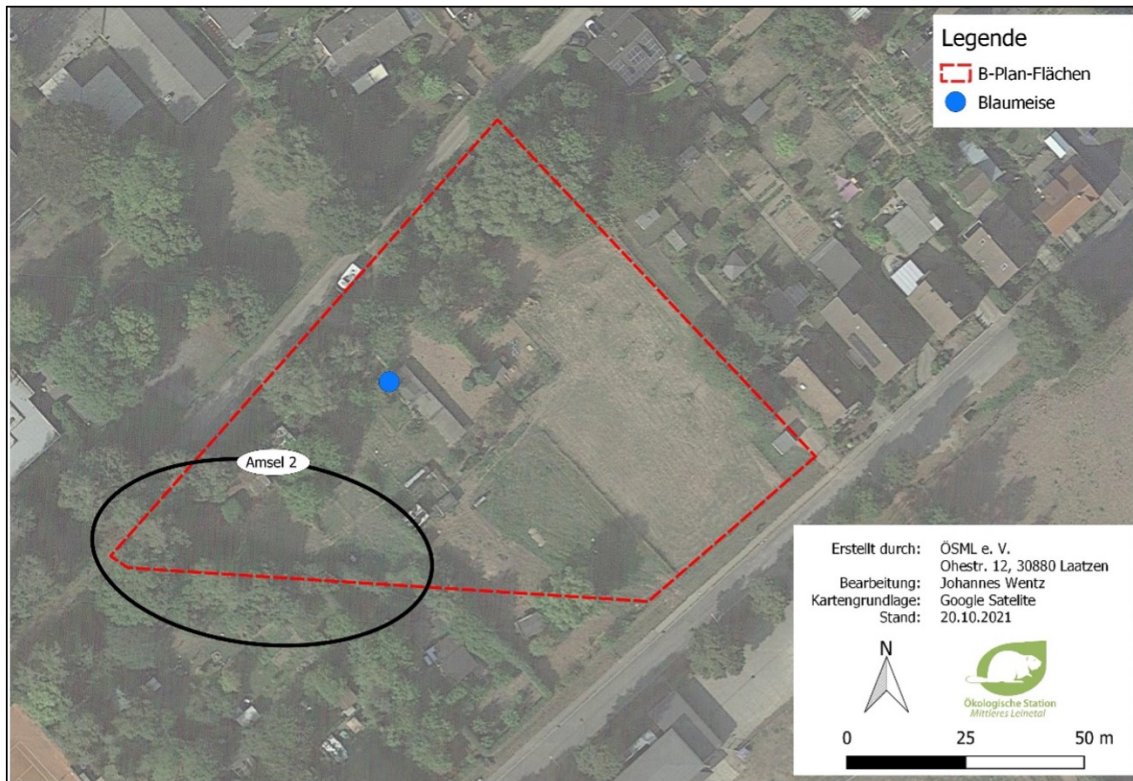 Legende
B-Plan-Flächen
Blaumeise
Amsel 2
Erstellt durch: ÖSML e. V.
Ohestr. 12, 30880 Laatzen
Bearbeitung: Johannes Wentz
Kartengrundlage: Google Satelite
Stand: 20.10.2021
N
Ökologische Station
Mittleres Leinetal
0 25 50 m